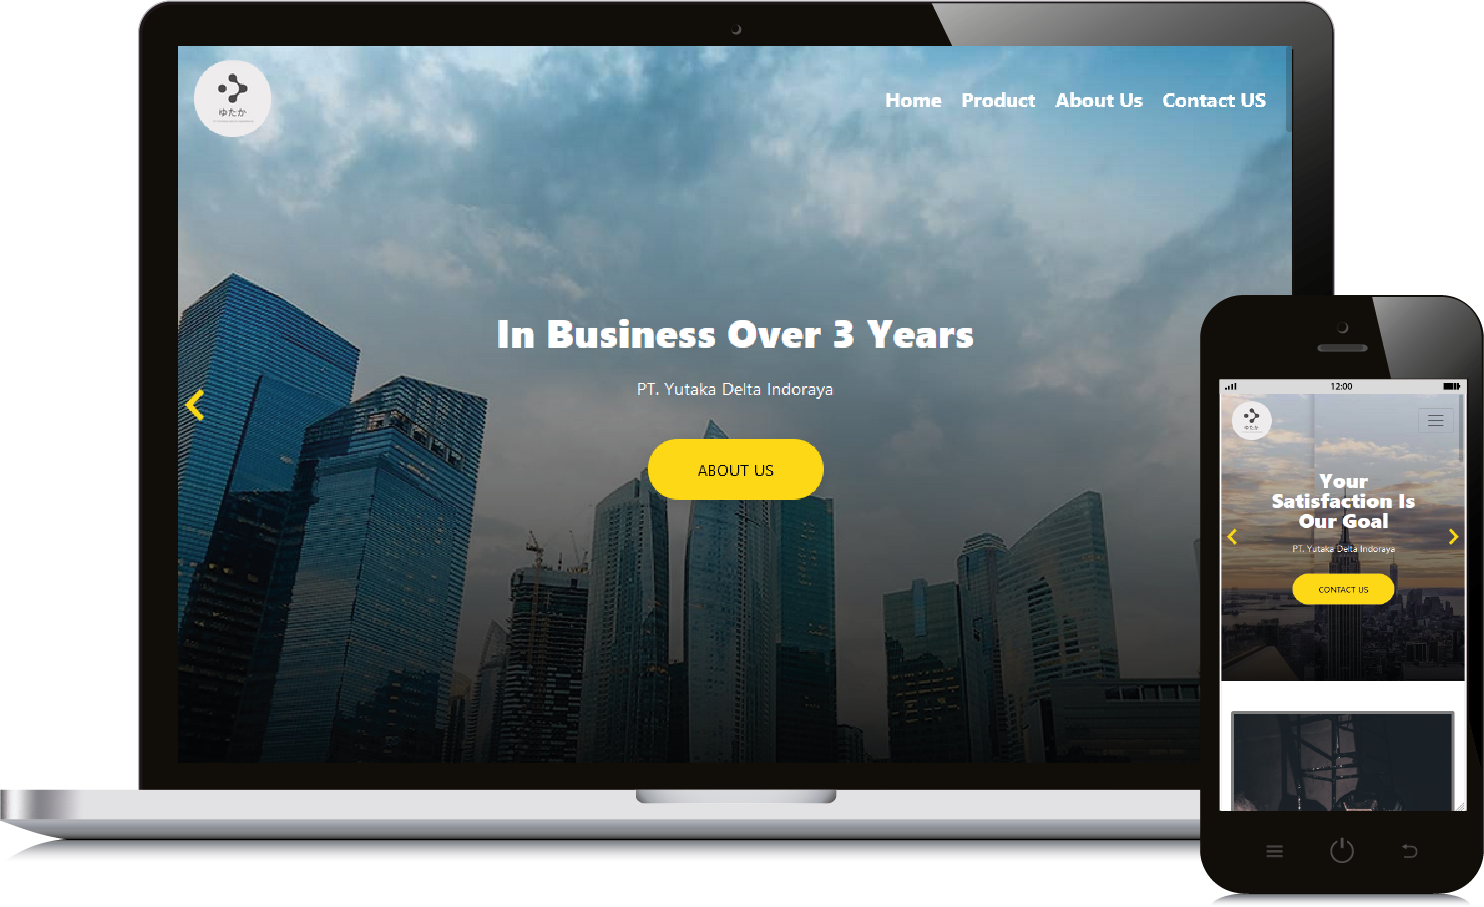 ゆたか
Home Product About Us Contact US
In Business Over 3 Years
PT. Yutaka Delta Indoraya
ABOUT US
12:00
ゆたか
Your
Satisfaction Is
Our Goal
PT. Yutaka Delta Indoraya
CONTACT US